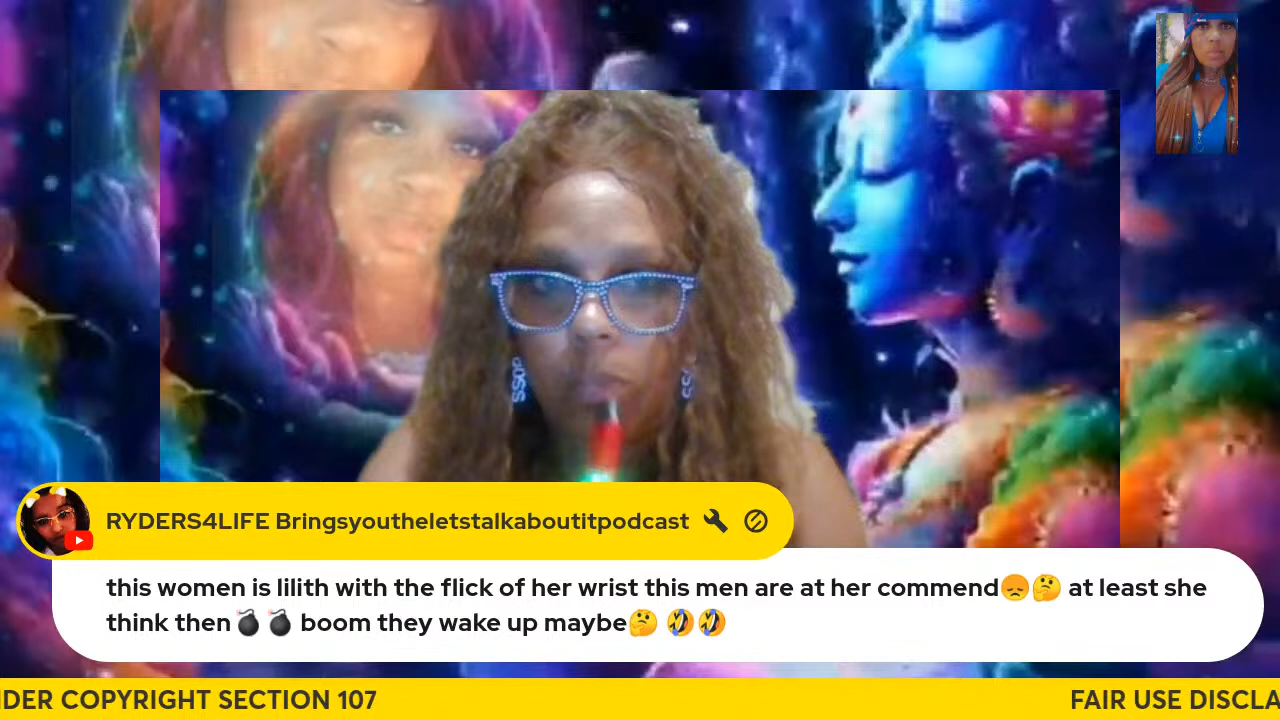 RYDERS4LIFE Bringsyoutheletstalkaboutitpodcast
this women is lilith with the flick of her wrist this men are at her commend😞🤔 at least she
think then💣💣 boom they wake up maybe🤔 🤣🤣
NDER COPYRIGHT SECTION 107 FAIR USE DISCLA